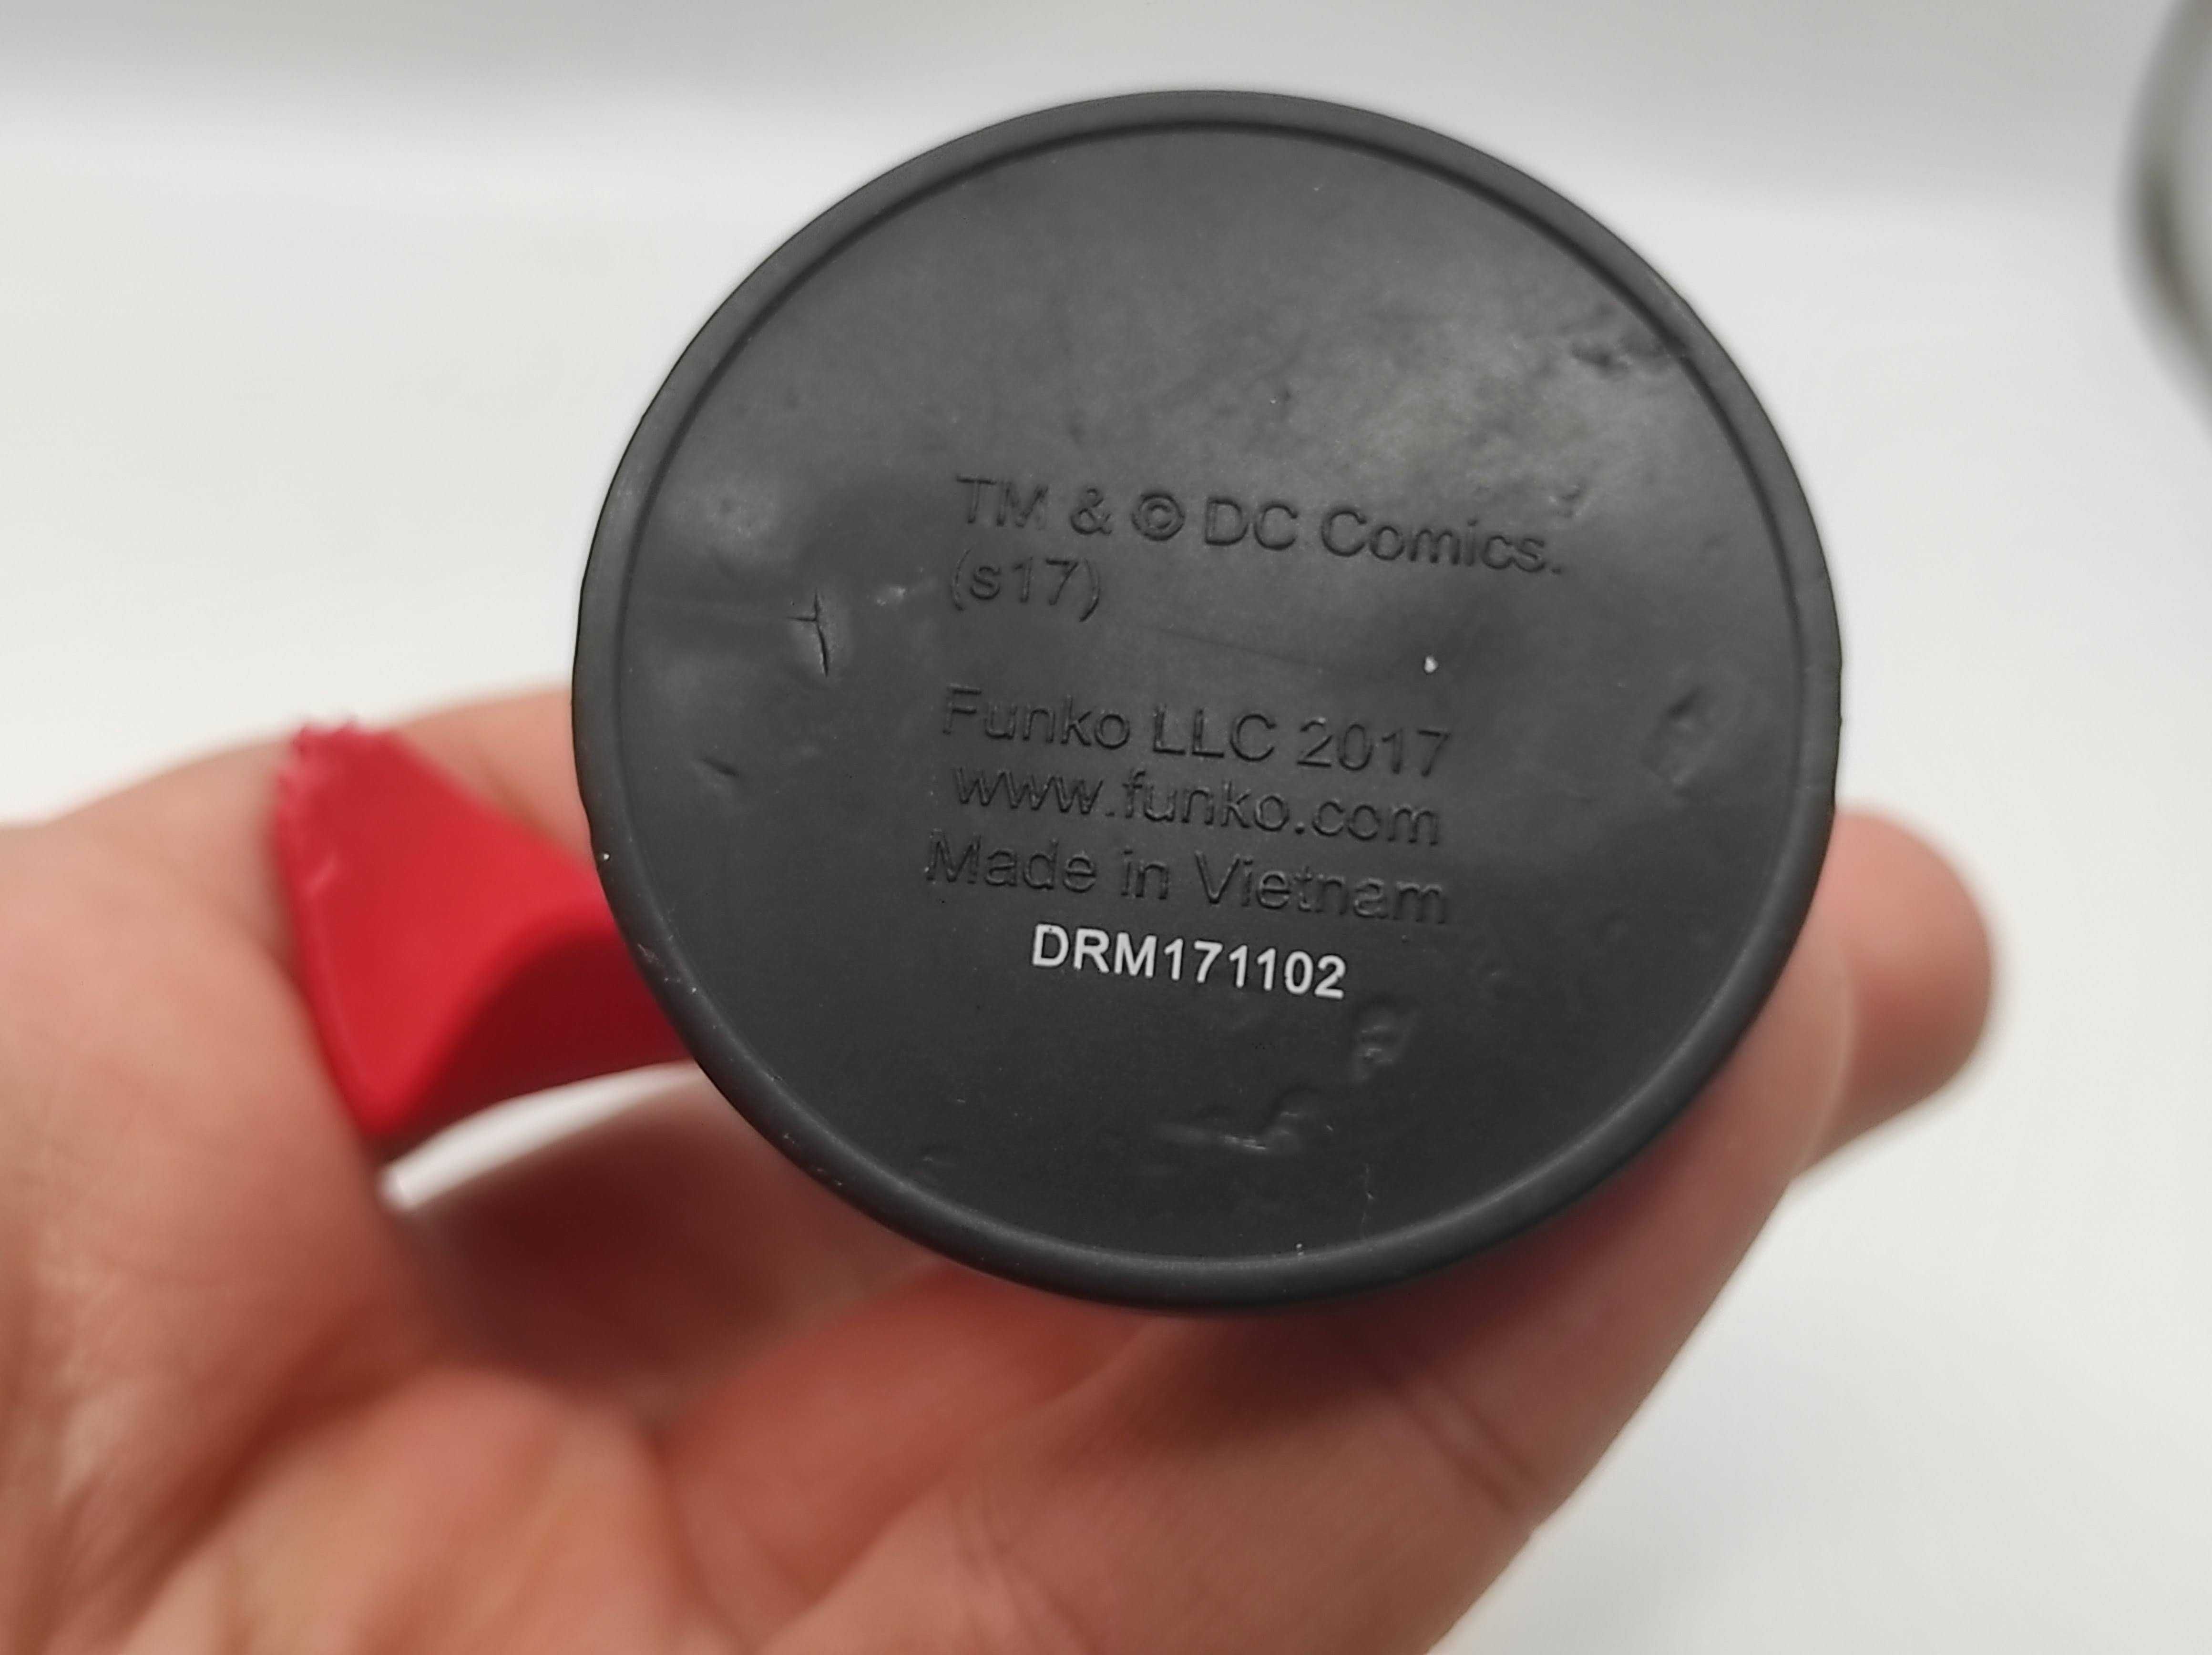 TM & © DC Comics.
(s17)
Funko LLC 2017
www.funko.com
Made in Vietnam
DRM171102